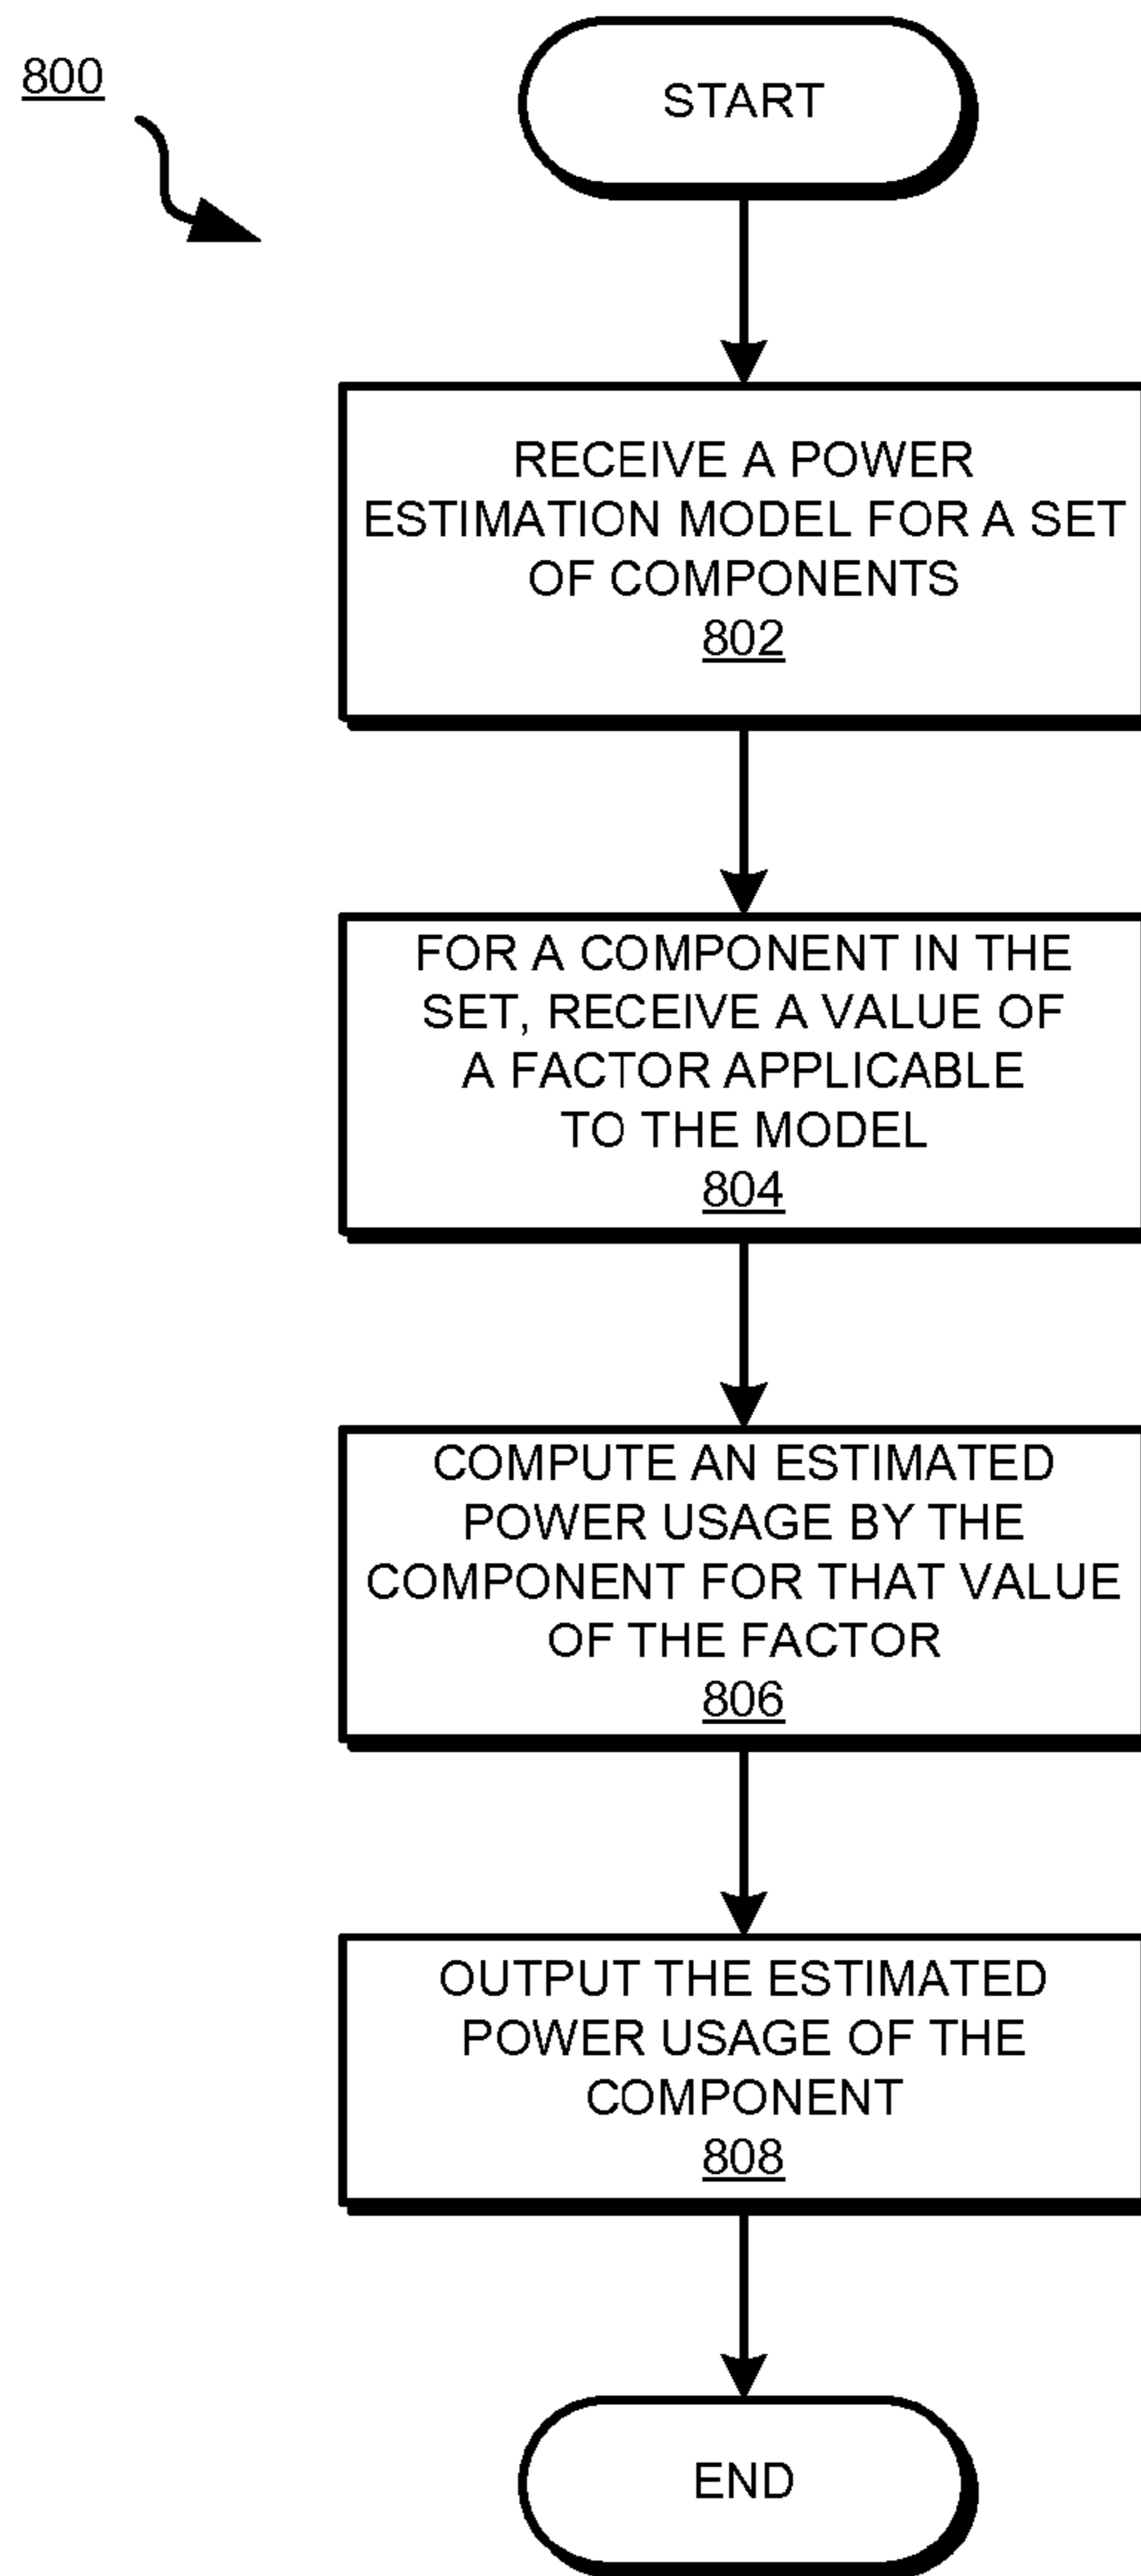 800
START
RECEIVE A POWER
ESTIMATION MODEL FOR A SET
OF COMPONENTS
802
FOR A COMPONENT IN THE
SET, RECEIVE A VALUE OF
A FACTOR APPLICABLE
TO THE MODEL
804
COMPUTE AN ESTIMATED
POWER USAGE BY THE
COMPONENT FOR THAT VALUE
OF THE FACTOR
806
OUTPUT THE ESTIMATED
POWER USAGE OF THE
COMPONENT
808
END